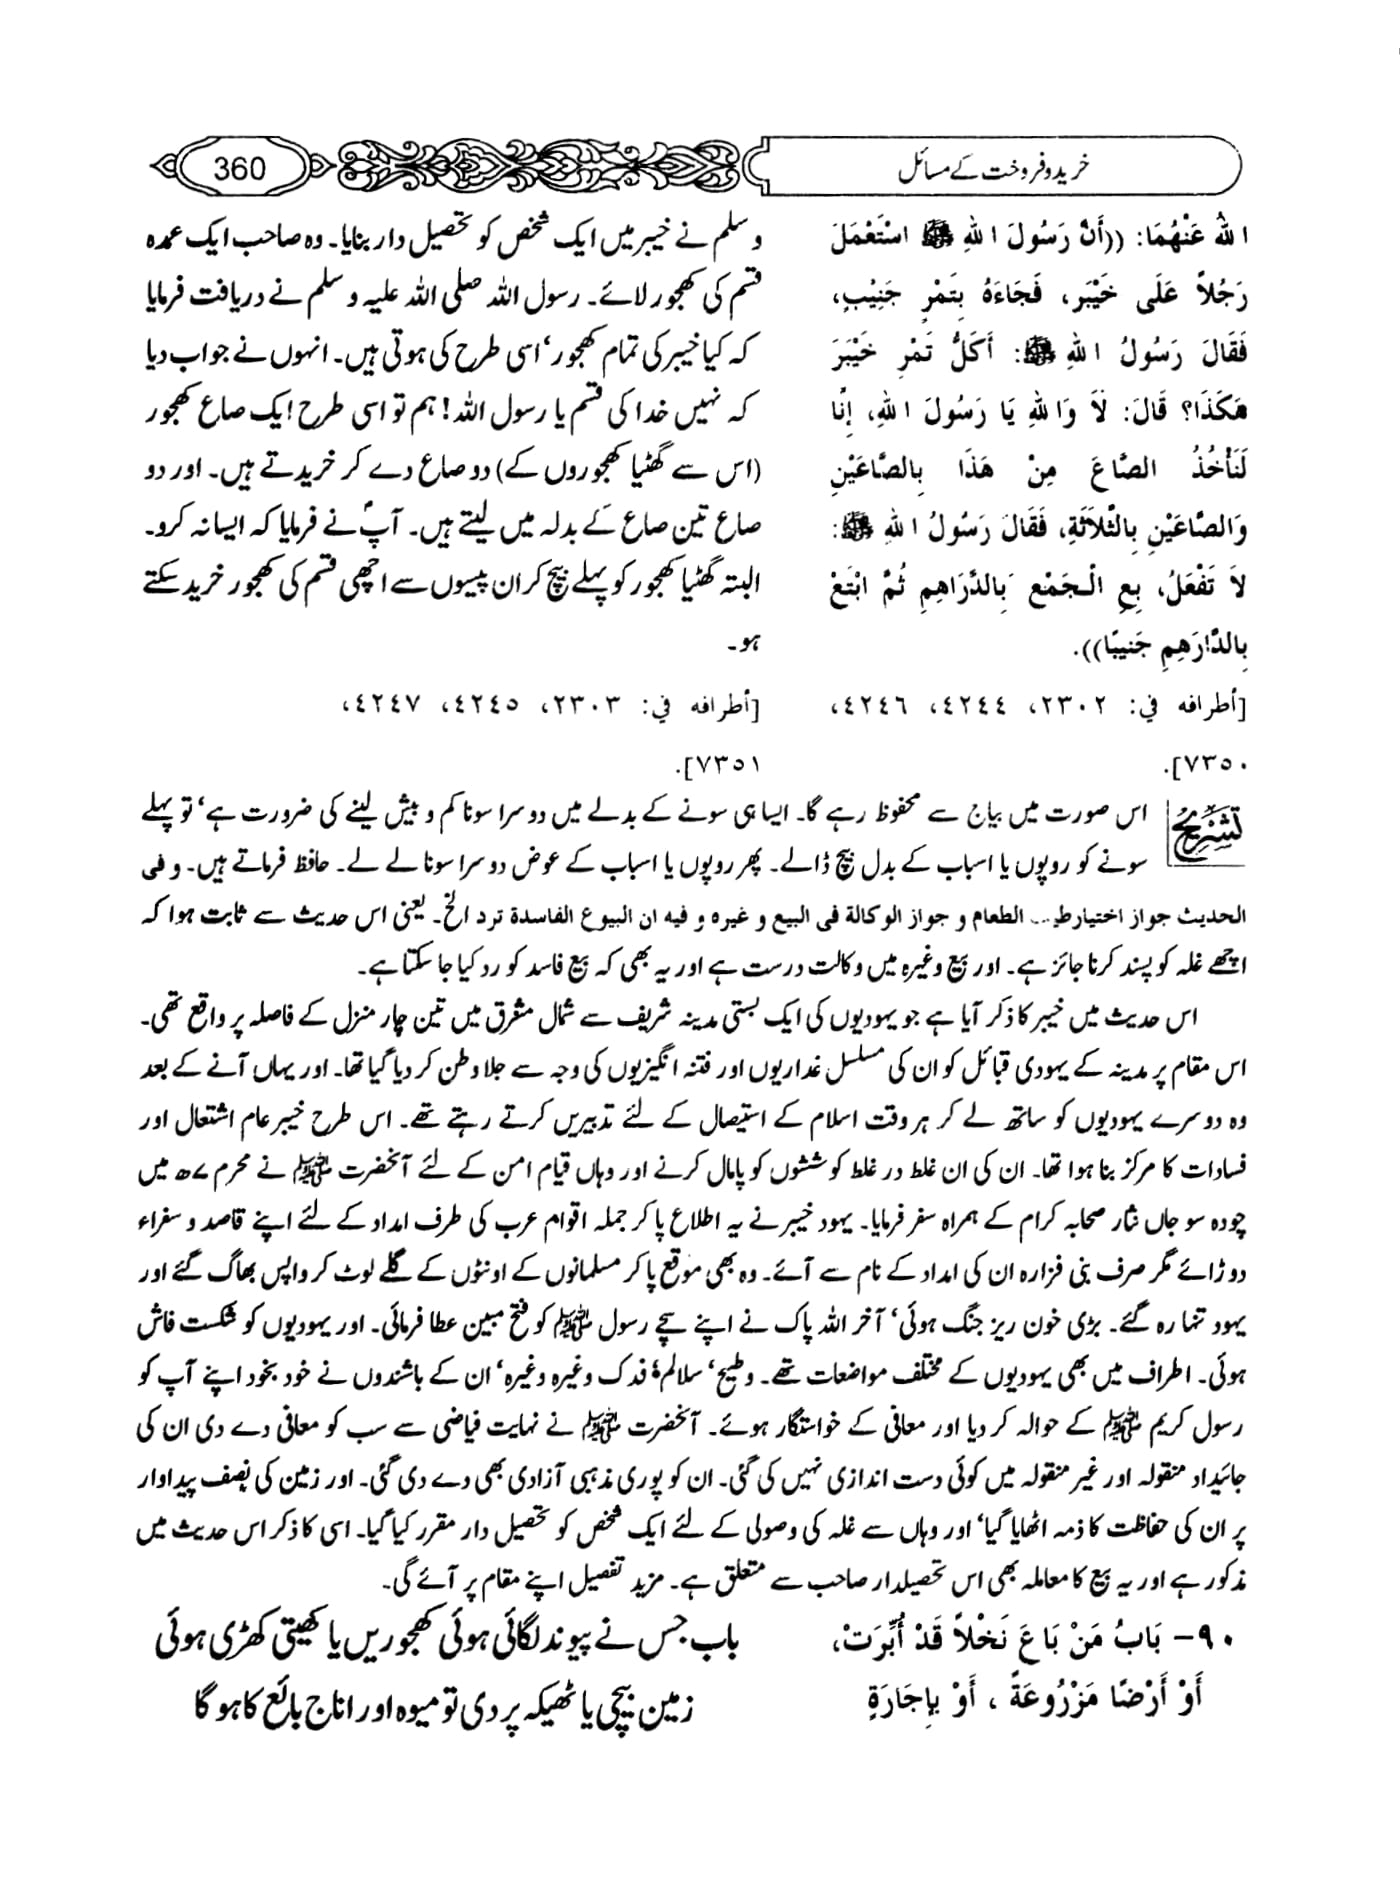 خرید و فروخت کے مسائل
360
اللهُ عَنْهُمَا: ((أَنَّ رَسُولَ اللهِ ﷺ اسْتَعْمَلَ
رَجُلاً عَلَى خَيْبَرَ، فَجَاءَهُ بِتَمْرٍ جَنِيْبٍ،
فَقَالَ رَسُولُ اللهِ ﷺ: أَكُلُّ تَمْرِ خَيْبَرَ
هَكَذَا؟ قَالَ: لاَ وَاللهِ يَا رَسُولَ اللهِ، إِنَّا
لَنَأْخُذُ الصَّاعَ مِنْ هَذَا بِالصَّاعَيْنِ
وَالصَّاعَيْنِ بِالثَّلاَثَةِ، فَقَالَ رَسُولُ اللهِ ﷺ:
لاَ تَفْعَلْ، بِعِ الْجَمْعَ بِالدَّرَاهِمِ ثُمَّ ابْتَعْ
بِالدَّرَاهِمِ جَنِيبًا)).
[أطرافه في: ٢٣٠٢، ٤٢٤٤، ٤٢٤٦،
٧٣٥٠].
و سلم نے خیبر میں ایک شخص کو تحصیل دار بنایا۔ وہ صاحب ایک عمدہ
قسم کی کھجور لائے۔ رسول اللہ صلی اللہ علیہ و سلم نے دریافت فرمایا
کہ کیا خیبر کی تمام کھجور‘ اسی طرح کی ہوتی ہیں۔ انہوں نے جواب دیا
کہ نہیں خدا کی قسم یا رسول اللہ! ہم تو اسی طرح ایک صاع کھجور
(اس سے گھٹیا کھجوروں کے) دو صاع دے کر خریدتے ہیں۔ اور دو
صاع تین صاع کے بدلہ میں لیتے ہیں۔ آپؐ نے فرمایا کہ ایسا نہ کرو۔
البتہ گھٹیا کھجور کو پہلے بیچ کر ان پیسوں سے اچھی قسم کی کھجور خرید سکتے
ہو۔
[أطرافه في: ٢٣٠٣، ٤٢٤٥، ٤٢٤٧،
٧٣٥١].
تشریح
اس صورت میں بیاج سے محفوظ رہے گا۔ ایسا ہی سونے کے بدلے میں دوسرا سونا کم و بیش لینے کی ضرورت ہے‘ تو پہلے
سونے کو روپوں یا اسباب کے بدل بیچ ڈالے۔ پھر روپوں یا اسباب کے عوض دوسرا سونا لے لے۔ حافظ فرماتے ہیں۔ و فی
الحدیث جواز اختیار الطعام و جواز الوکالة فی البیع و غیرہ و فیہ ان البیوع الفاسدة ترد الخ۔ یعنی اس حدیث سے ثابت ہوا کہ
اچھے غلہ کو پسند کرنا جائز ہے۔ اور بیع وغیرہ میں وکالت درست ہے اور یہ بھی کہ بیع فاسد کو رد کیا جا سکتا ہے۔
اس حدیث میں خیبر کا ذکر آیا ہے جو یہودیوں کی ایک بستی مدینہ شریف سے شمال مشرق میں تین چار منزل کے فاصلہ پر واقع تھی۔
اس مقام پر مدینہ کے یہودی قبائل کو ان کی مسلسل غداریوں اور فتنہ انگیزیوں کی وجہ سے جلا وطن کر دیا گیا تھا۔ اور یہاں آنے کے بعد
وہ دوسرے یہودیوں کو ساتھ لے کر ہر وقت اسلام کے استیصال کے لئے تدبیریں کرتے رہتے تھے۔ اس طرح خیبر عام اشتعال اور
فسادات کا مرکز بنا ہوا تھا۔ ان کی ان غلط در غلط کوششوں کو پامال کرنے اور وہاں قیام امن کے لئے آنحضرت ﷺ نے محرم ۷ھ میں
چودہ سو جاں نثار صحابہ کرام کے ہمراہ سفر فرمایا۔ یہود خیبر نے یہ اطلاع پا کر جملہ اقوام عرب کی طرف امداد کے لئے اپنے قاصد و سفراء
دوڑائے مگر صرف بنی فزارہ ان کی امداد کے نام سے آئے۔ وہ بھی موقع پا کر مسلمانوں کے اونٹوں کے گلے لوٹ کر واپس بھاگ گئے اور
یہود تنہا رہ گئے۔ بڑی خون ریز جنگ ہوئی‘ آخر اللہ پاک نے اپنے سچے رسول ﷺ کو فتح مبین عطا فرمائی۔ اور یہودیوں کو شکست فاش
ہوئی۔ اطراف میں بھی یہودیوں کے مختلف مواضعات تھے۔ وطیح‘ سلالم‘ فدک وغیرہ وغیرہ‘ ان کے باشندوں نے خود بخود اپنے آپ کو
رسول کریم ﷺ کے حوالہ کر دیا اور معافی کے خواستگار ہوئے۔ آنحضرت ﷺ نے نہایت فیاضی سے سب کو معافی دے دی ان کی
جائیداد منقولہ اور غیر منقولہ میں کوئی دست اندازی نہیں کی گئی۔ ان کو پوری مذہبی آزادی بھی دے دی گئی۔ اور زمین کی نصف پیداوار
پر ان کی حفاظت کا ذمہ اٹھایا گیا‘ اور وہاں سے غلہ کی وصولی کے لئے ایک شخص کو تحصیل دار مقرر کیا گیا۔ اسی کا ذکر اس حدیث میں
مذکور ہے اور یہ بیع کا معاملہ بھی اس تحصیلدار صاحب سے متعلق ہے۔ مزید تفصیل اپنے مقام پر آئے گی۔
٩٠- بَابُ مَنْ بَاعَ نَخْلاً قَدْ أُبِّرَتْ،
أَوْ أَرْضًا مَزْرُوعَةً ، أَوْ بِإِجَارَةٍ
باب جس نے پیوند لگائی ہوئی کھجوریں یا کھیتی کھڑی ہوئی
زمین بیچی یا ٹھیکہ پر دی تو میوہ اور اناج بائع کا ہو گا